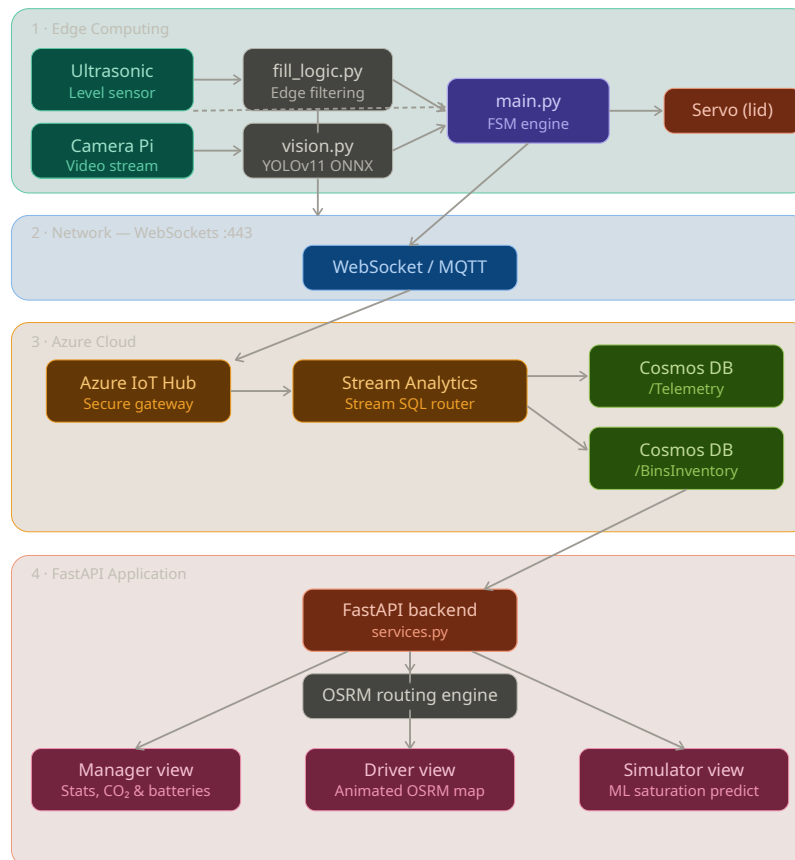 1 · Edge Computing
Ultrasonic
Level sensor
fill_logic.py
Edge filtering
main.py
FSM engine
Servo (lid)
Camera Pi
Video stream
vision.py
YOLOv11 ONNX
2 · Network — WebSockets :443
WebSocket / MQTT
3 · Azure Cloud
Azure IoT Hub
Secure gateway
Stream Analytics
Stream SQL router
Cosmos DB
/Telemetry
Cosmos DB
/BinsInventory
4 · FastAPI Application
FastAPI backend
services.py
OSRM routing engine
Manager view
Stats, CO₂ & batteries
Driver view
Animated OSRM map
Simulator view
ML saturation predict